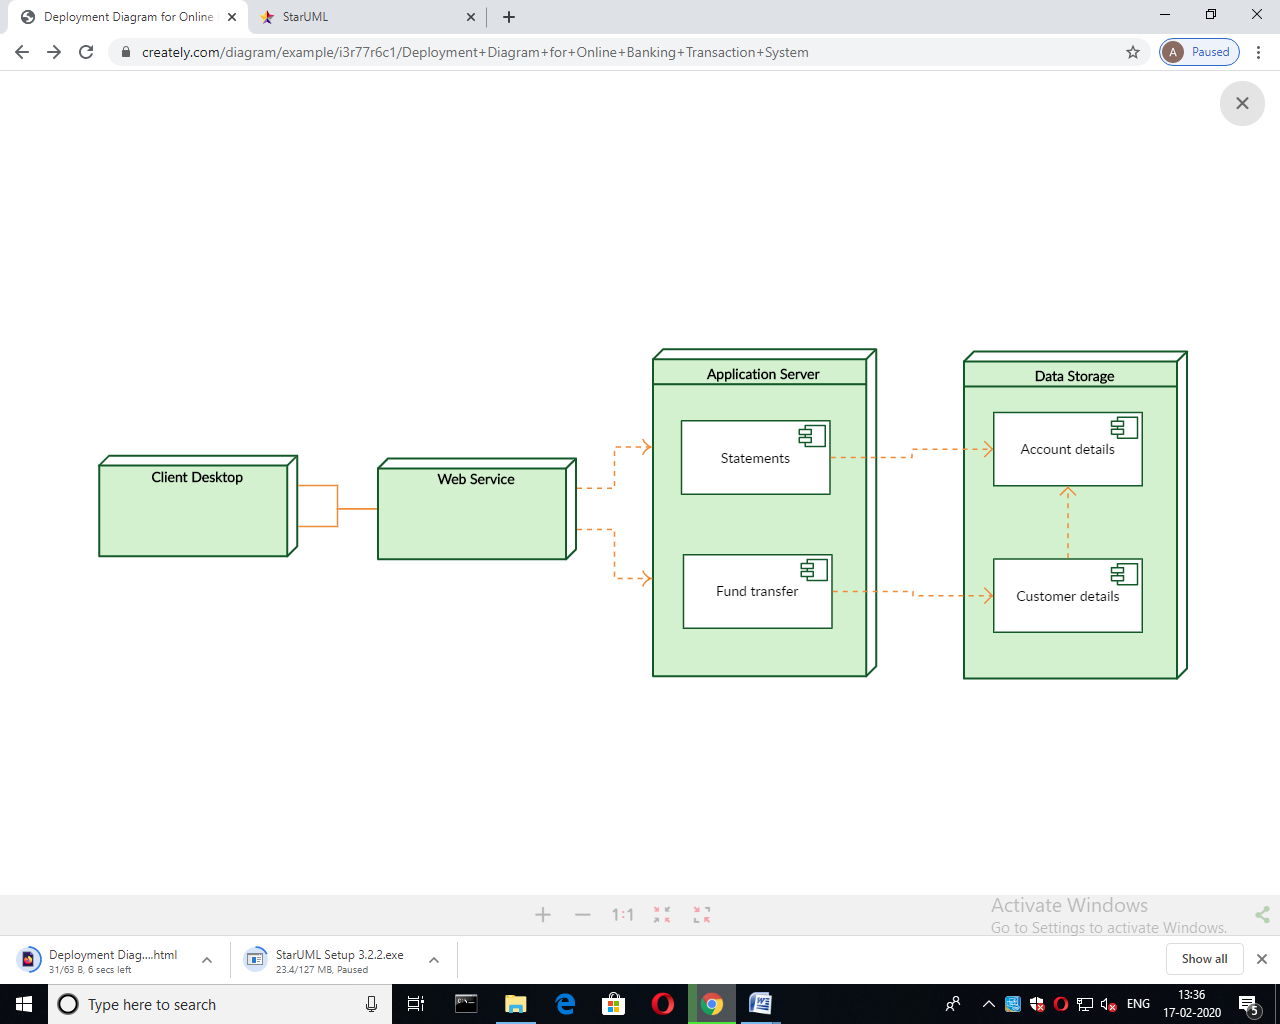 Deployment Diagram for Online
StarUML
creately.com/diagram/example/i3r77r6c1/Deployment+Diagram+for+Online+Banking+Transaction+System
A Paused
Application Server
Data Storage
Statements
Account details
Client Desktop
Web Service
Fund transfer
Customer details
1:1
Activate Windows
Go to Settings to activate Windows.
Deployment Diag....html
31/63 B, 6 secs left
StarUML Setup 3.2.2.exe
23.4/127 MB, Paused
Show all
Type here to search
ENG
13:36
17-02-2020
5